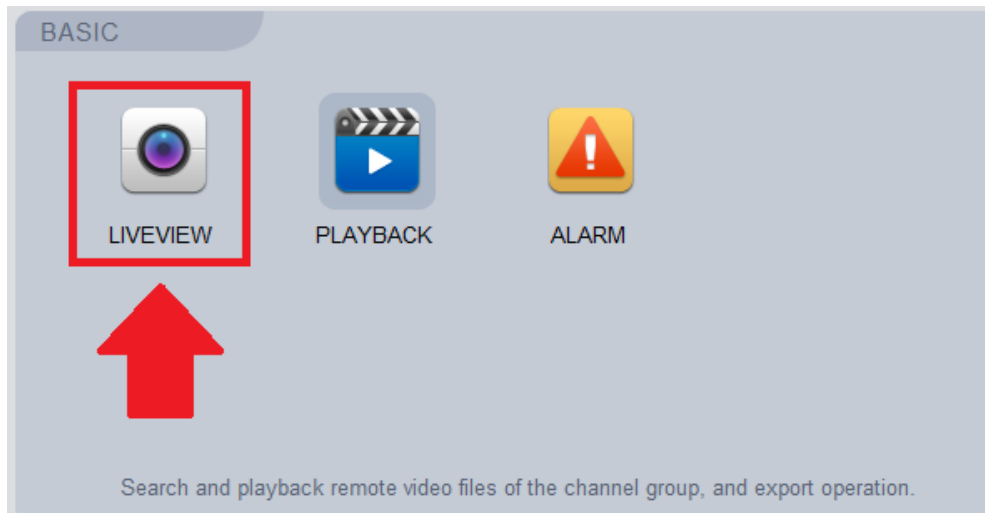 BASIC
LIVEVIEW PLAYBACK ALARM
Search and playback remote video files of the channel group, and export operation.